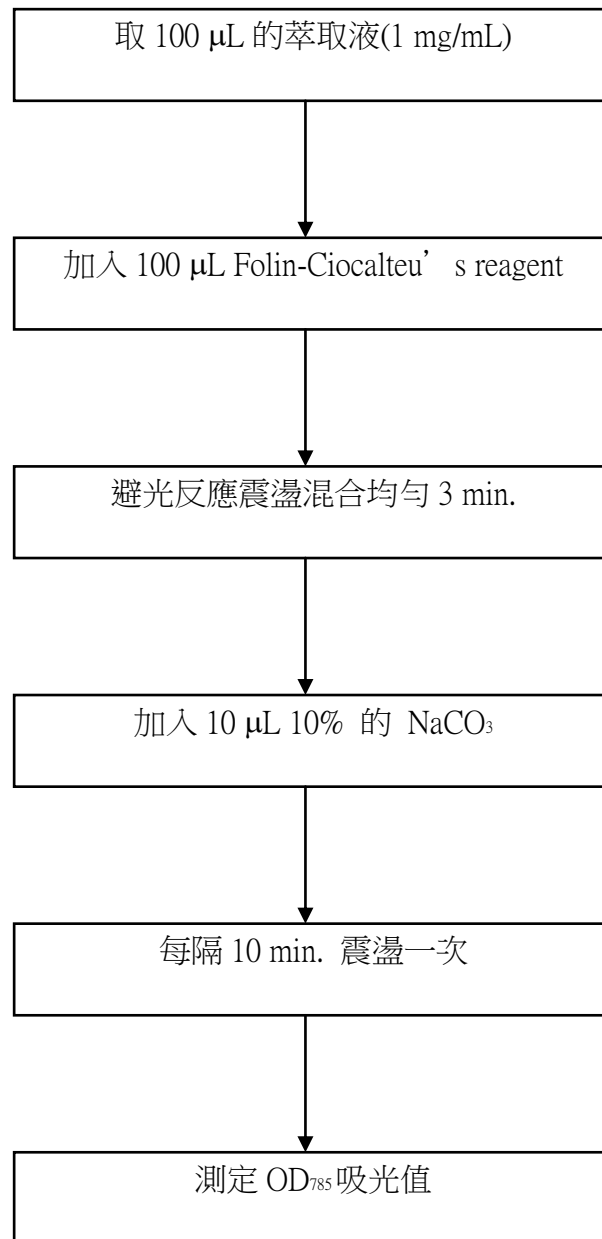 取 100 μL 的萃取液(1 mg/mL)
加入 100 μL Folin-Ciocalteu’ s reagent
避光反應震盪混合均勻 3 min.
加入 10 μL 10% 的 NaCO₃
每隔 10 min. 震盪一次
測定 OD₇₈₅ 吸光值